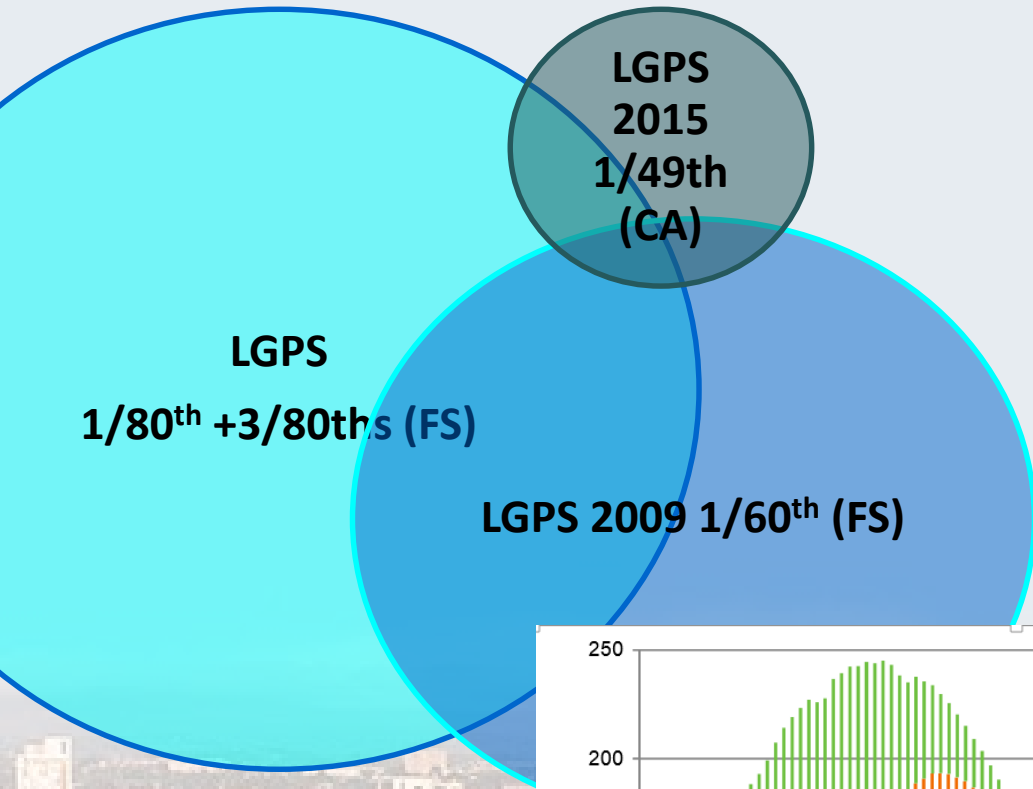 LGPS
2015
1/49th
(CA)
LGPS
1/80th +3/80ths (FS)
LGPS 2009 1/60th (FS)
250
200